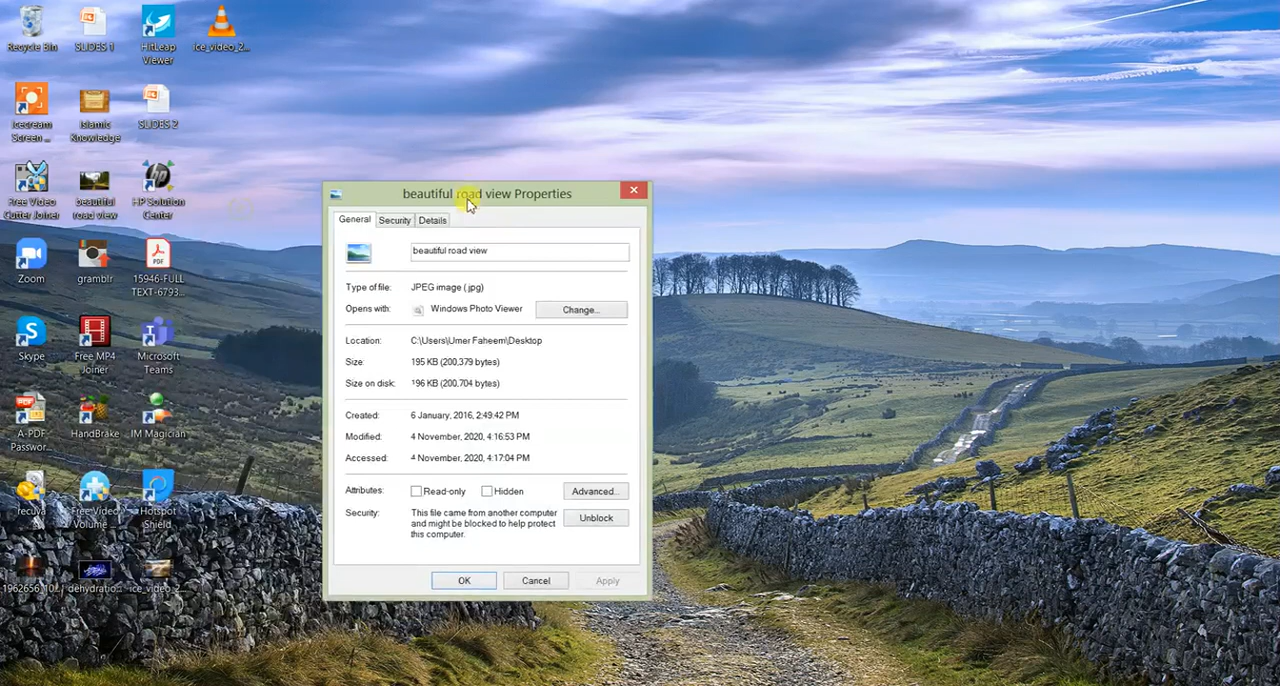 Recycle Bin
SLIDES 1
HitLeap
Viewer
Ice_video_2...
Icecream
Screen ...
Islamic
Knowledge
SLIDES 2
Free Video
Cutter Joiner
beautiful
road view
HP Solution
Center
Zoom
gramblr
15946-FULL
TEXT-6793...
Skype
Free MP4
Joiner
Microsoft
Teams
A-PDF
Passwor...
HandBrake
IM Magician
recuva
Free Video
Volume ...
Hotspot
Shield
1962656_10...
dehydratio...
ice_video_2...
beautiful road view Properties
General
Security
Details
beautiful road view
Type of file:
JPEG image (.jpg)
Opens with:
Windows Photo Viewer
Change...
Location:
C:\Users\Umer Faheem\Desktop
Size:
195 KB (200,379 bytes)
Size on disk:
196 KB (200,704 bytes)
Created:
6 January, 2016, 2:49:42 PM
Modified:
4 November, 2020, 4:16:53 PM
Accessed:
4 November, 2020, 4:17:04 PM
Attributes:
Read-only
Hidden
Advanced...
Security:
This file came from another computer
and might be blocked to help protect
this computer.
Unblock
OK
Cancel
Apply